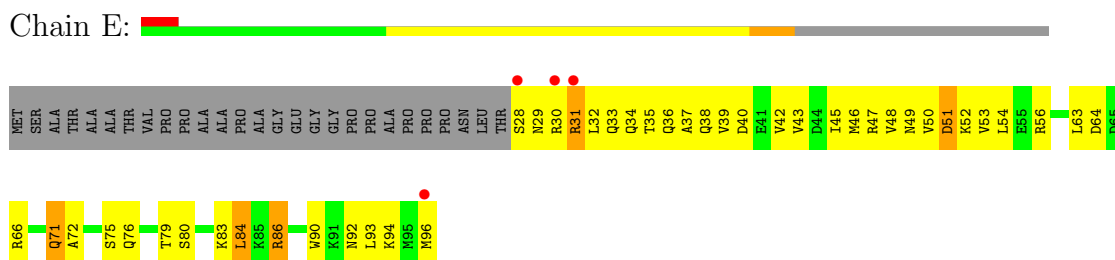 Chain E:
MET SER ALA THR ALA ALA THR VAL PRO PRO ALA ALA PRO ALA GLY GLU GLY GLY PRO PRO ALA PRO PRO PRO ASN LEU THR S28 N29 R30 R31 L32 Q33 Q34 T35 Q36 A37 Q38 V39 D40 E41 V42 V43 D44 I45 M46 R47 V48 N49 V50 D51 K52 V53 L54 E55 R56 L63 D64 D65
R66 Q71 A72 S75 Q76 T79 S80 K83 L84 K85 R86 W90 K91 N92 L93 K94 M95 M96